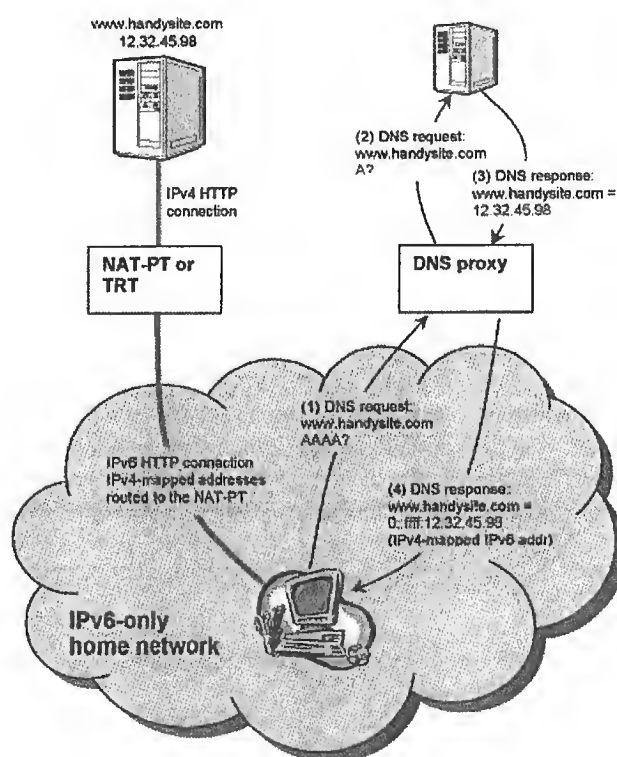 www.handysite.com
12.32.45.98
(2) DNS request:
www.handysite.com
A?
(3) DNS response:
www.handysite.com =
12.32.45.98
IPv4 HTTP
connection
NAT-PT or
TRT
DNS proxy
(1) DNS request:
www.handysite.com
AAAA?
IPv6 HTTP connection
IPv4-mapped addresses
routed to the NAT-PT
(4) DNS response:
www.handysite.com =
0::ffff:12.32.45.98
(IPv4-mapped IPv6 addr)
IPv6-only
home network